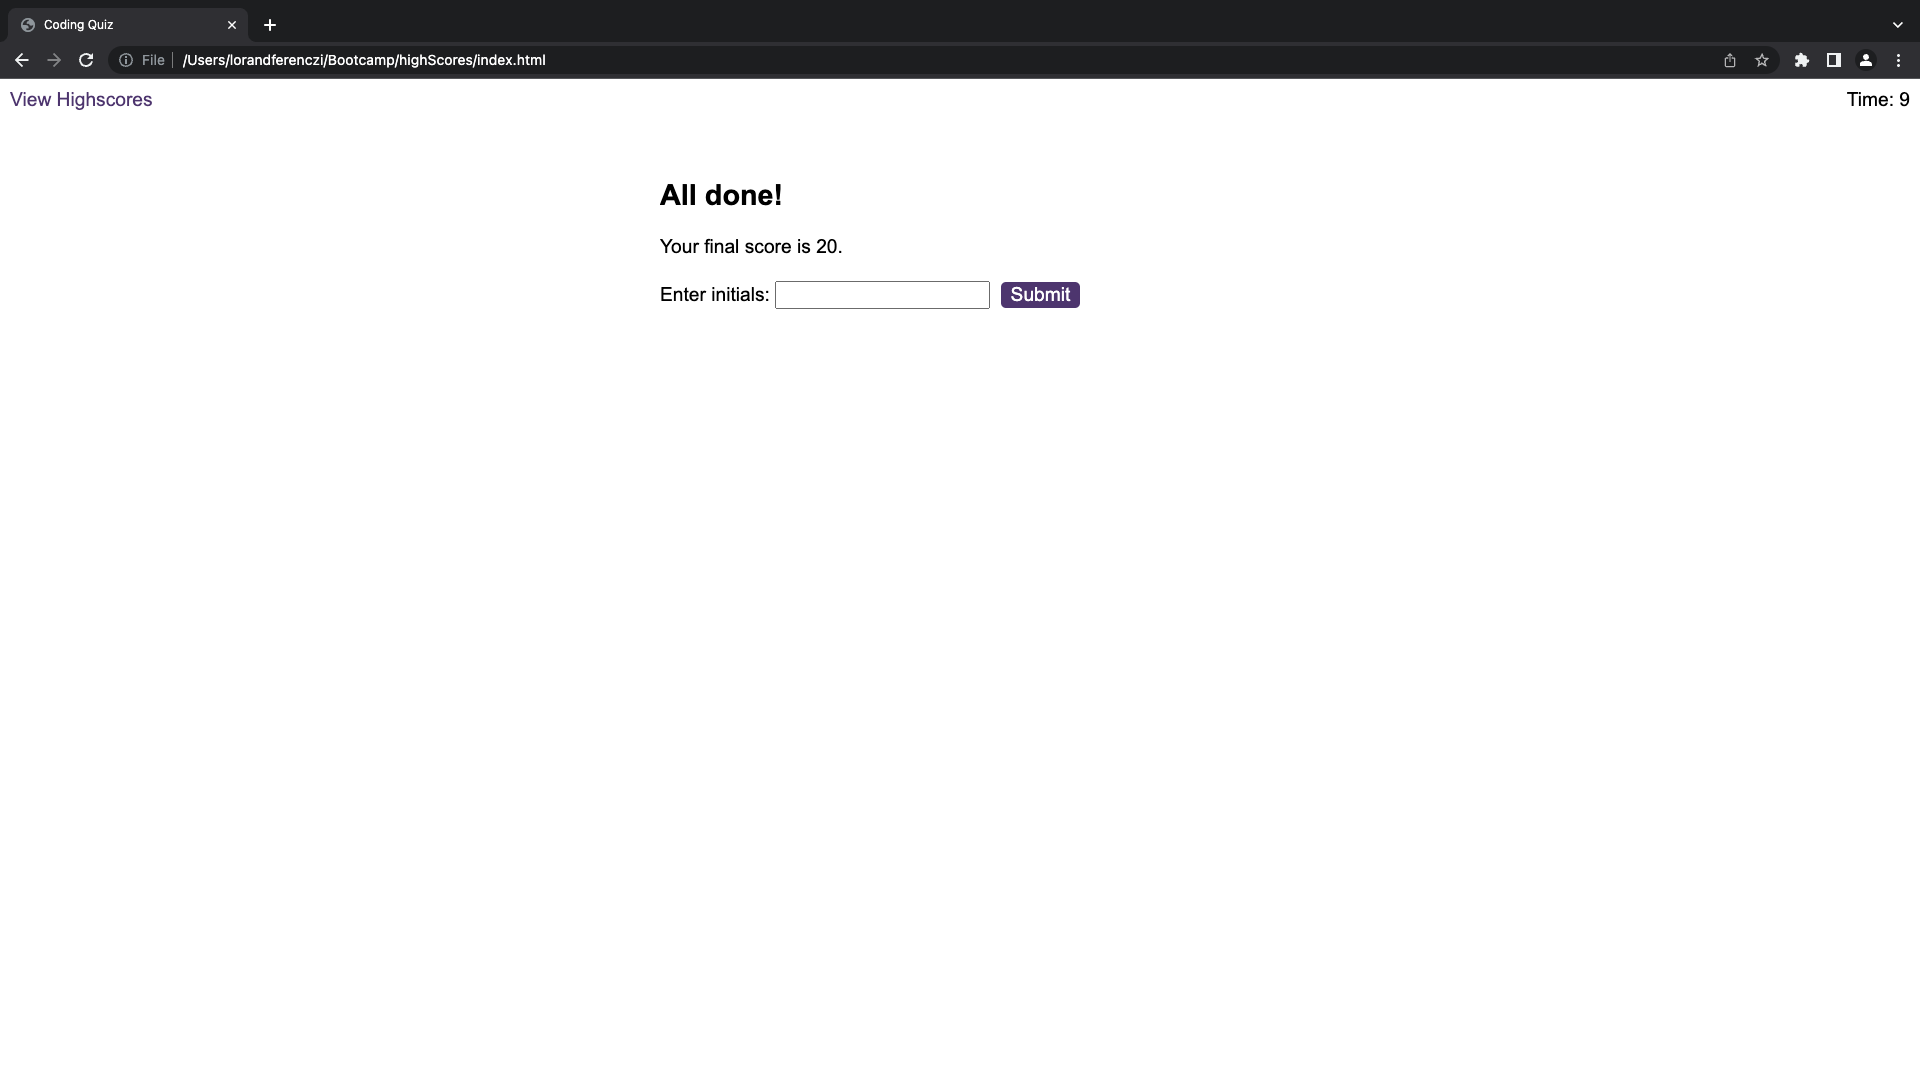 Coding Quiz
File /Users/lorandferenczi/Bootcamp/highScores/index.html
View Highscores
Time: 9
All done!
Your final score is 20.
Enter initials: Submit